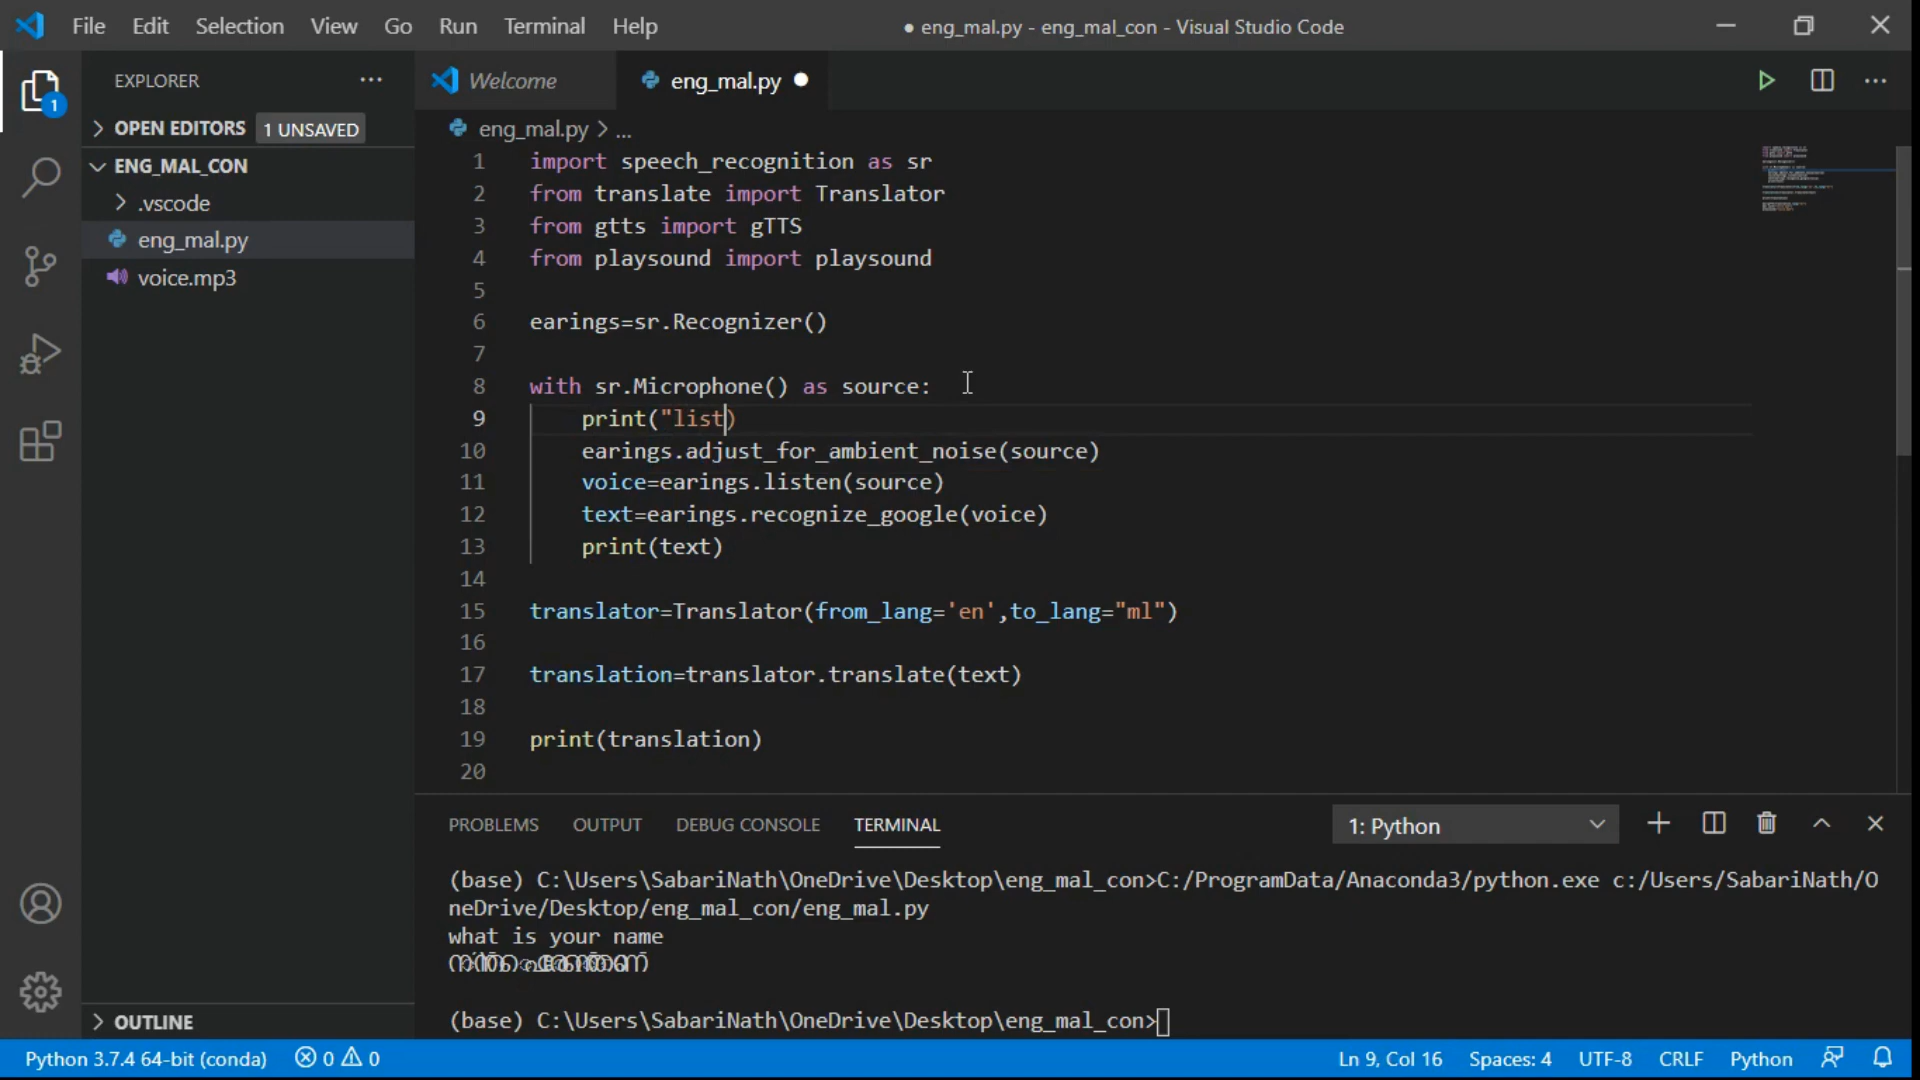 File Edit Selection View Go Run Terminal Help
● eng_mal.py - eng_mal_con - Visual Studio Code
EXPLORER ···
OPEN EDITORS 1 UNSAVED
ENG_MAL_CON
.vscode
eng_mal.py
voice.mp3
OUTLINE
1
Welcome
eng_mal.py ●
eng_mal.py > ...
1 import speech_recognition as sr
2 from translate import Translator
3 from gtts import gTTS
4 from playsound import playsound
5
6 earings=sr.Recognizer()
7
8 with sr.Microphone() as source:
9 print("list)
10 earings.adjust_for_ambient_noise(source)
11 voice=earings.listen(source)
12 text=earings.recognize_google(voice)
13 print(text)
14
15 translator=Translator(from_lang='en',to_lang="ml")
16
17 translation=translator.translate(text)
18
19 print(translation)
20
PROBLEMS OUTPUT DEBUG CONSOLE TERMINAL 1: Python
(base) C:\Users\SabariNath\OneDrive\Desktop\eng_mal_con>C:/ProgramData/Anaconda3/python.exe c:/Users/SabariNath/O
neDrive/Desktop/eng_mal_con/eng_mal.py
what is your name
(base) C:\Users\SabariNath\OneDrive\Desktop\eng_mal_con>
Python 3.7.4 64-bit (conda) 0 0 Ln 9, Col 16 Spaces: 4 UTF-8 CRLF Python